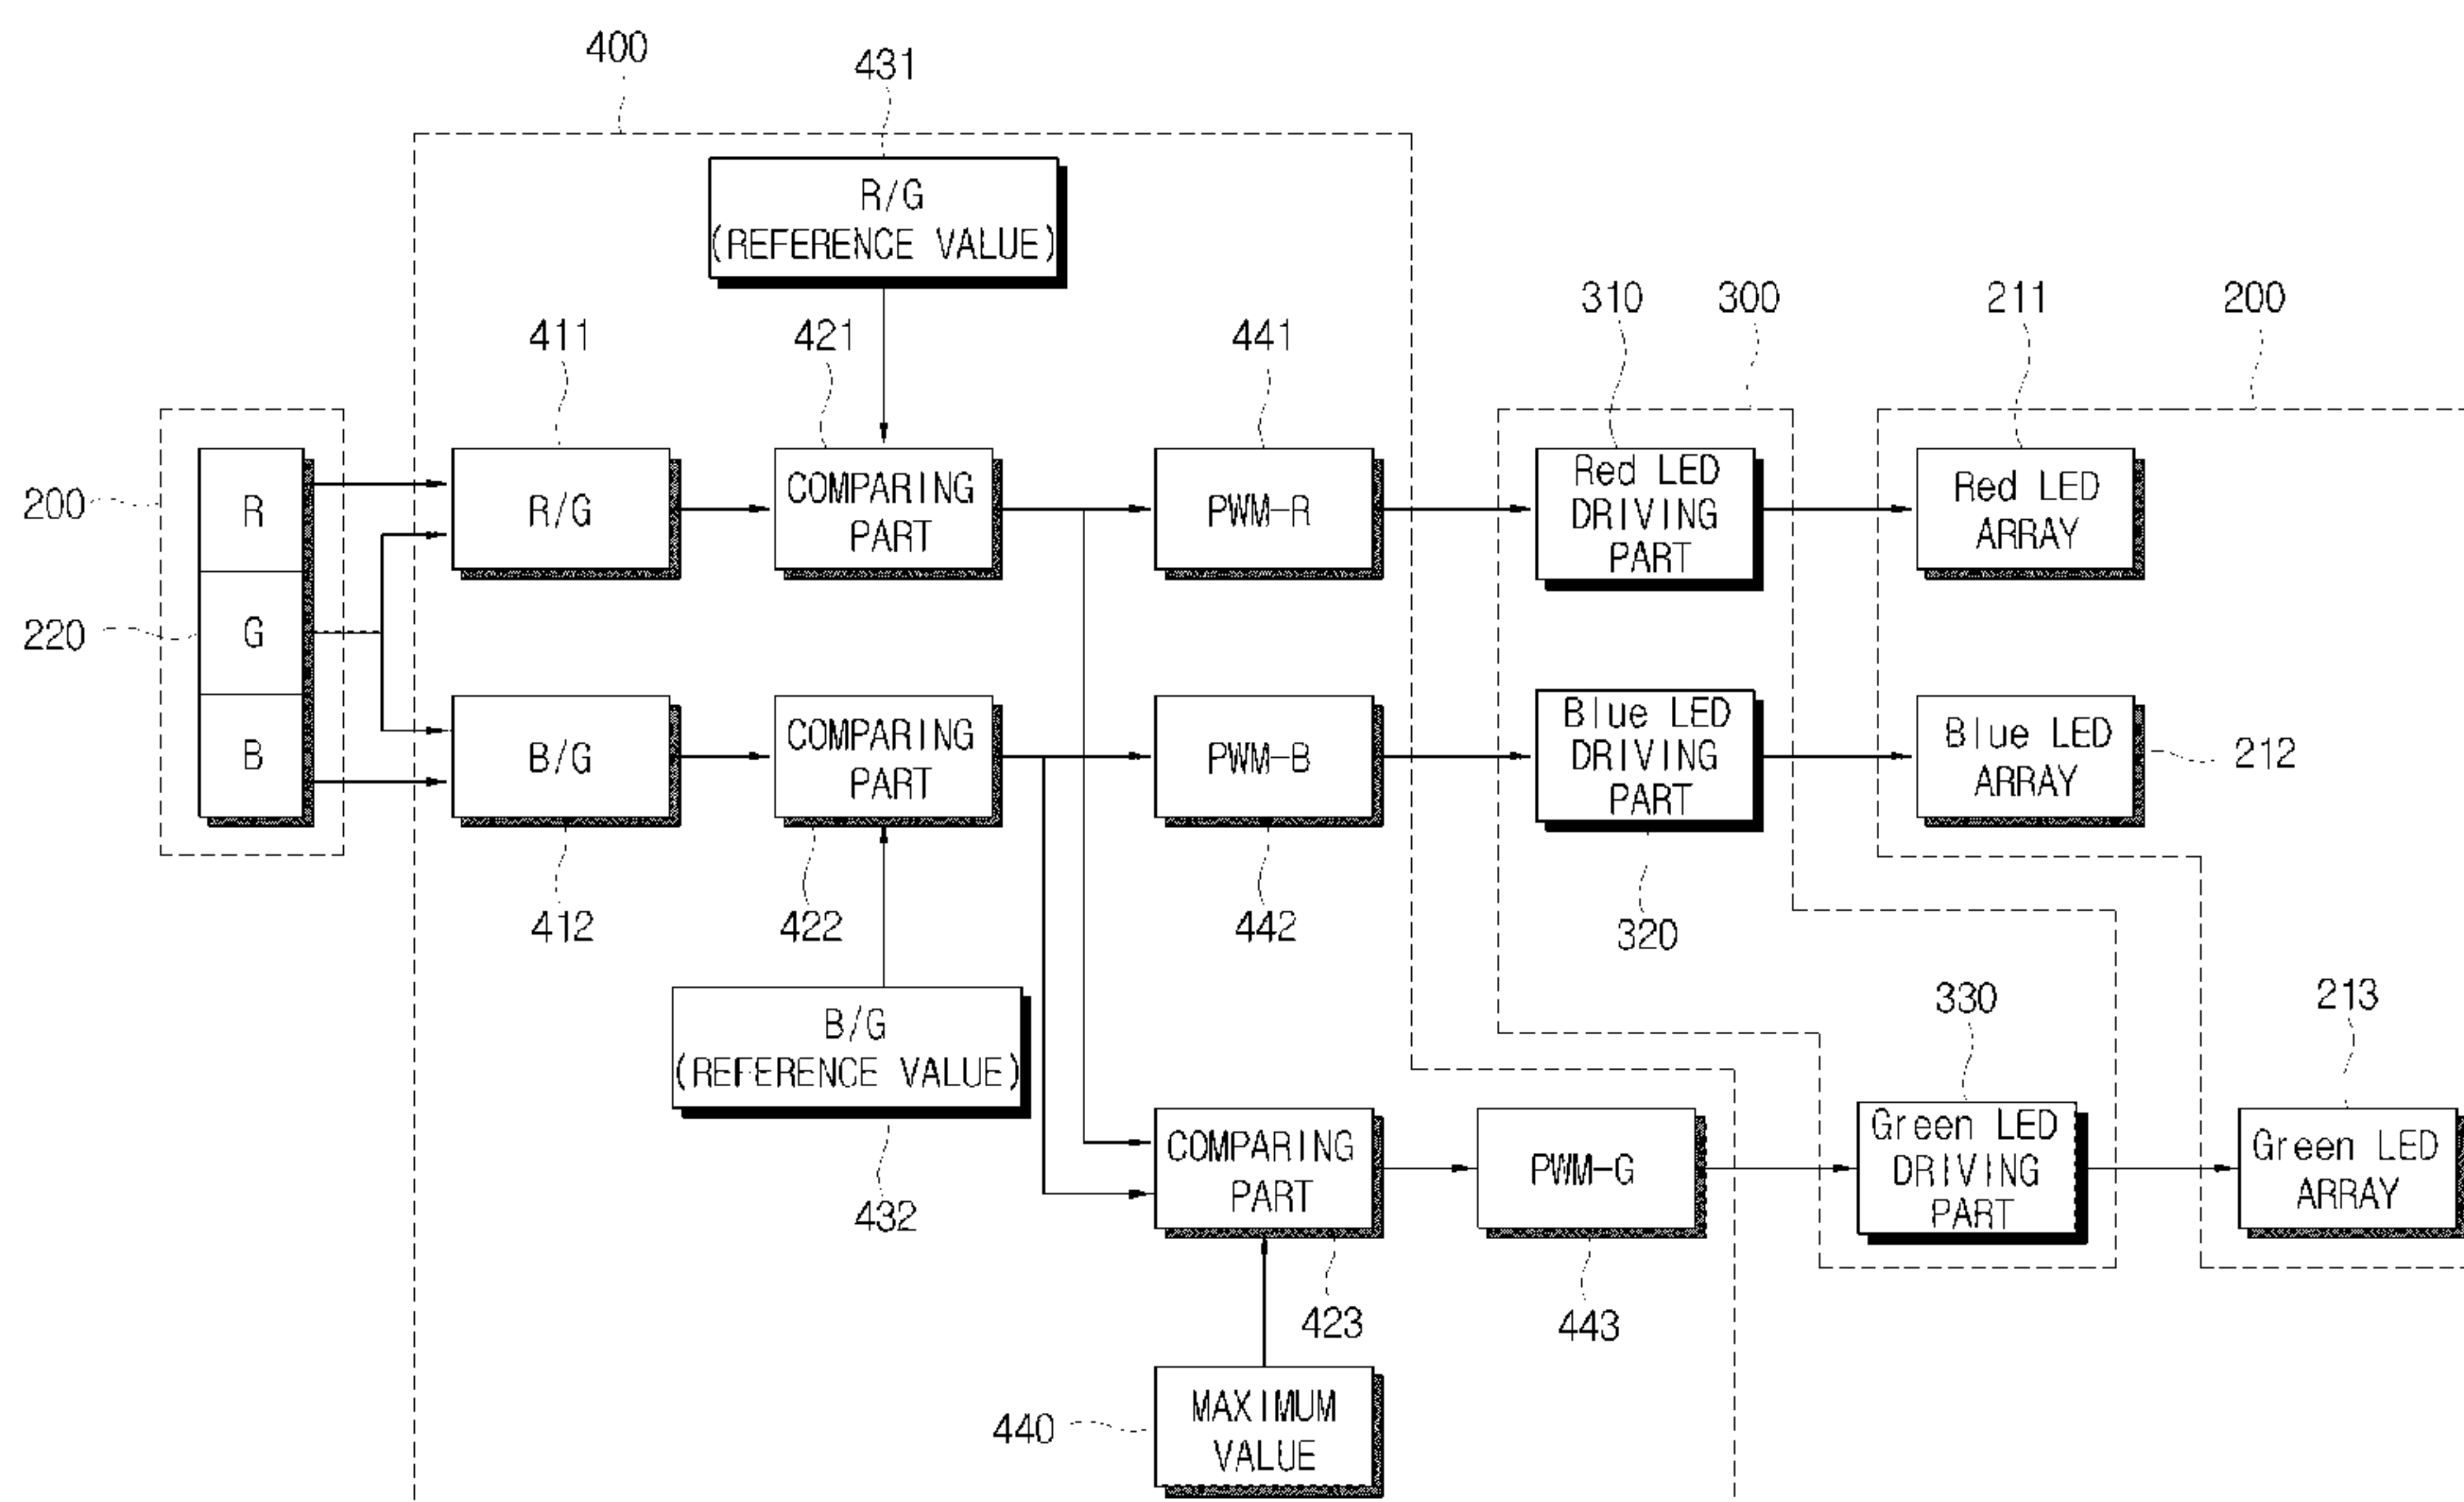 400
431
R/G
(REFERENCE VALUE)
310
300
211
200
411
421
441
200
R
R/G
COMPARING
PART
PWM-R
Red LED
DRIVING
PART
Red LED
ARRAY
220
G
B
B/G
COMPARING
PART
PWM-B
Blue LED
DRIVING
PART
Blue LED
ARRAY
212
412
422
442
320
B/G
(REFERENCE VALUE)
330
213
432
COMPARING
PART
PWM-G
Green LED
DRIVING
PART
Green LED
ARRAY
423
443
440
MAXIMUM
VALUE